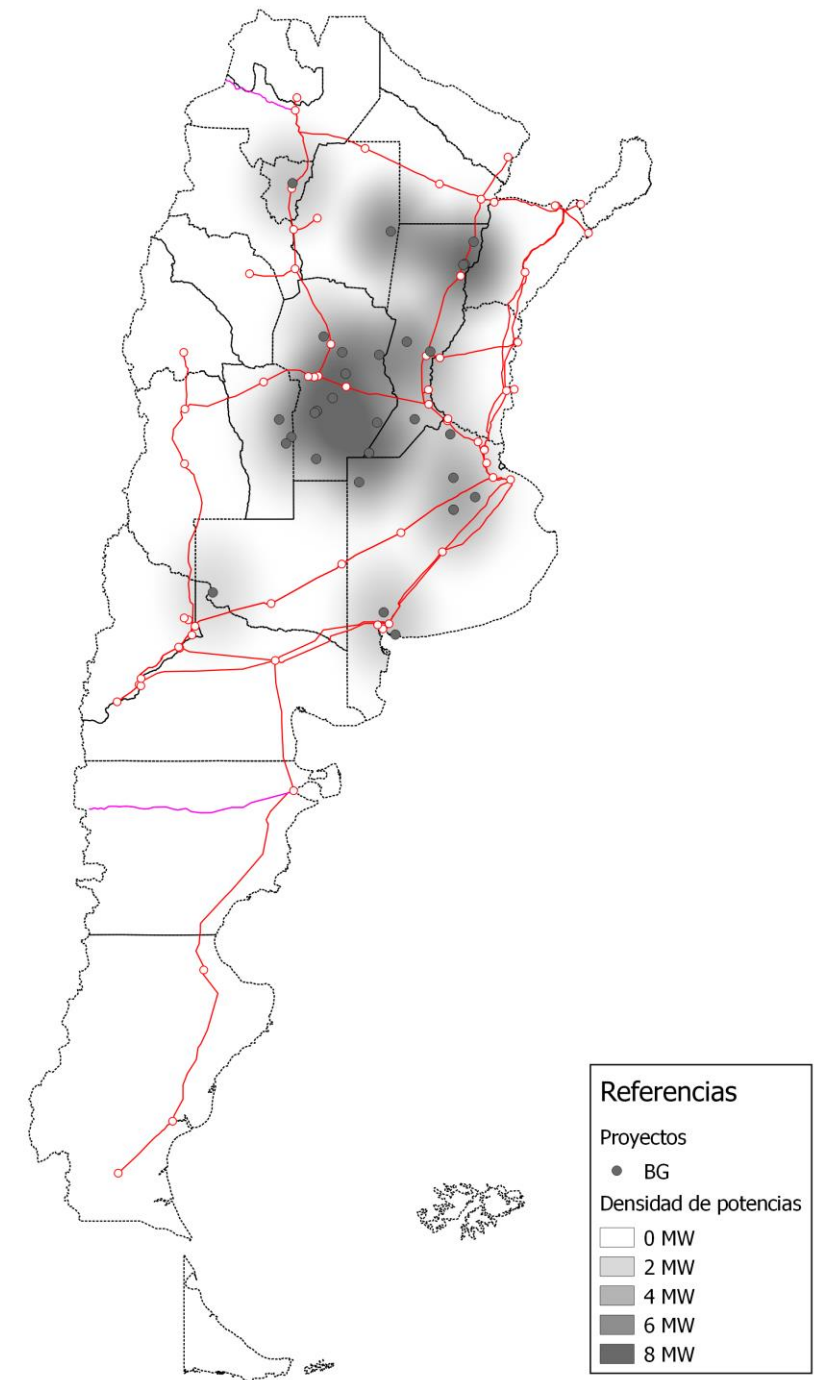 Referencias
Proyectos
BG
Densidad de potencias
0 MW
2 MW
4 MW
6 MW
8 MW